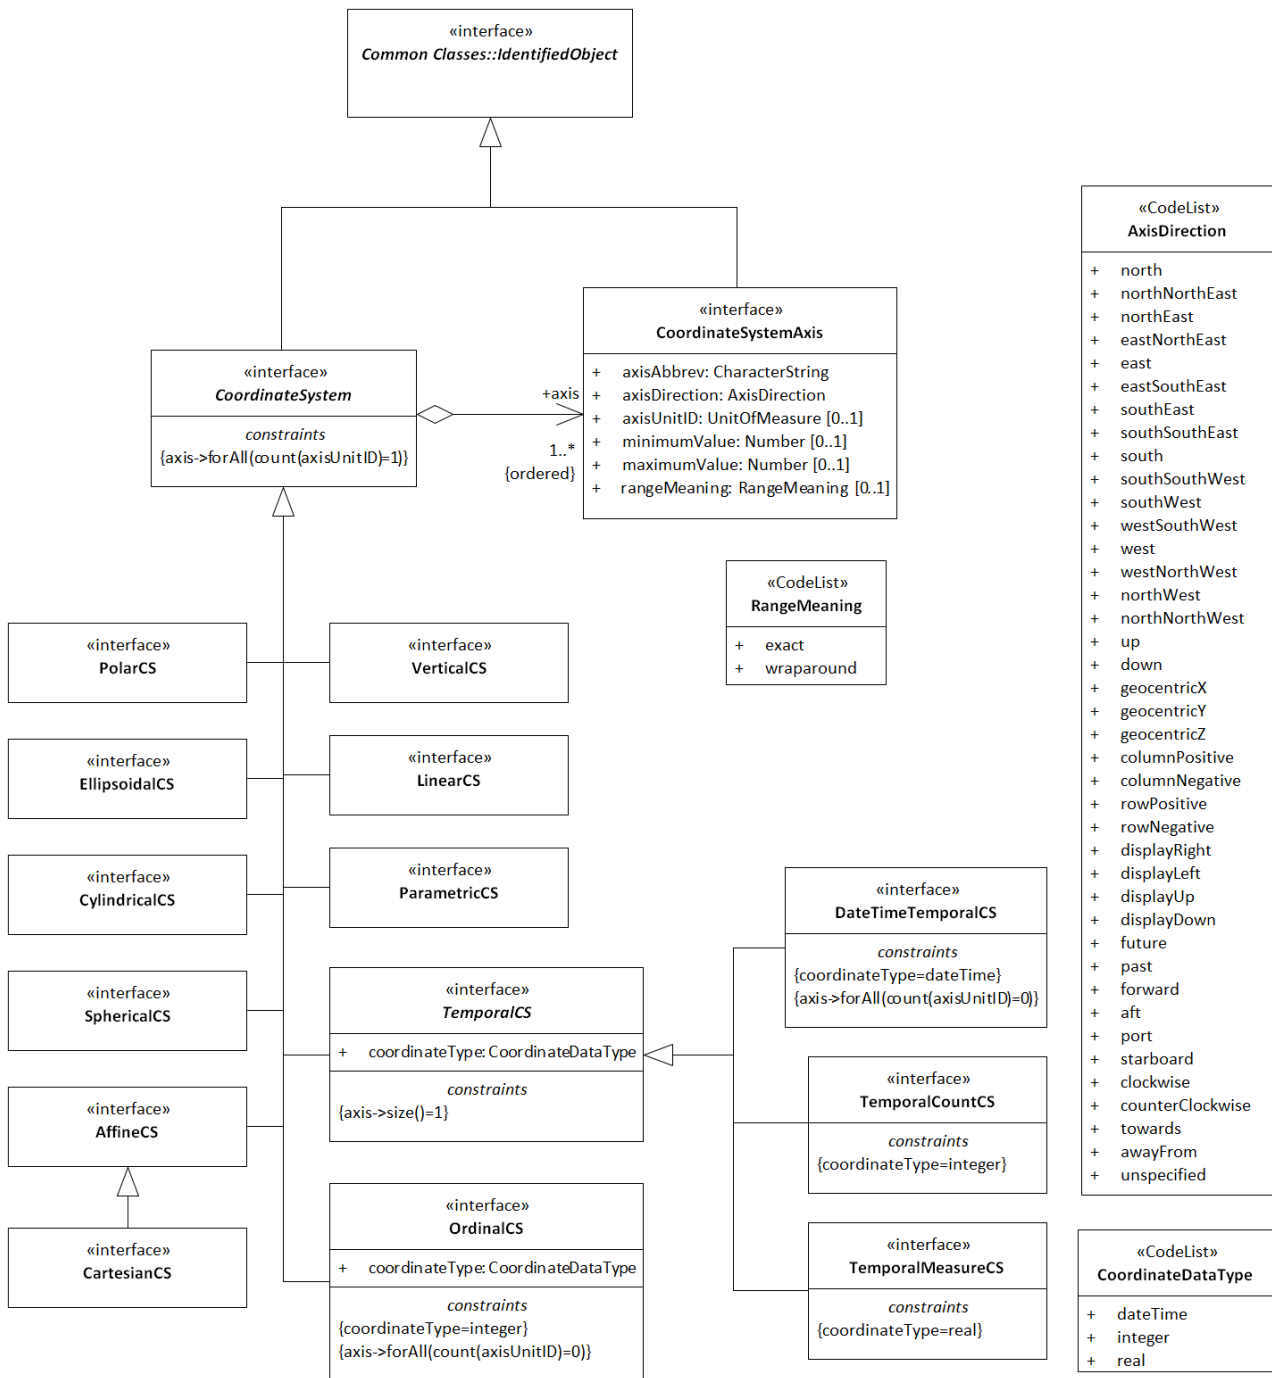 «interface»
Common Classes::IdentifiedObject
«interface»
CoordinateSystem
constraints
{axis->forAll(count(axisUnitID)=1)}
+axis
1..*
{ordered}
«interface»
CoordinateSystemAxis
+ axisAbbrev: CharacterString
+ axisDirection: AxisDirection
+ axisUnitID: UnitOfMeasure [0..1]
+ minimumValue: Number [0..1]
+ maximumValue: Number [0..1]
+ rangeMeaning: RangeMeaning [0..1]
«CodeList»
RangeMeaning
+ exact
+ wraparound
«interface»
PolarCS
«interface»
VerticalCS
«interface»
EllipsoidalCS
«interface»
LinearCS
«interface»
CylindricalCS
«interface»
ParametricCS
«interface»
SphericalCS
«interface»
TemporalCS
+ coordinateType: CoordinateDataType
constraints
{axis->size()=1}
«interface»
AffineCS
«interface»
CartesianCS
«interface»
OrdinalCS
+ coordinateType: CoordinateDataType
constraints
{coordinateType=integer}
{axis->forAll(count(axisUnitID)=0)}
«interface»
DateTimeTemporalCS
constraints
{coordinateType=dateTime}
{axis->forAll(count(axisUnitID)=0)}
«interface»
TemporalCountCS
constraints
{coordinateType=integer}
«interface»
TemporalMeasureCS
constraints
{coordinateType=real}
«CodeList»
AxisDirection
+ north
+ northNorthEast
+ northEast
+ eastNorthEast
+ east
+ eastSouthEast
+ southEast
+ southSouthEast
+ south
+ southSouthWest
+ southWest
+ westSouthWest
+ west
+ westNorthWest
+ northWest
+ northNorthWest
+ up
+ down
+ geocentricX
+ geocentricY
+ geocentricZ
+ columnPositive
+ columnNegative
+ rowPositive
+ rowNegative
+ displayRight
+ displayLeft
+ displayUp
+ displayDown
+ future
+ past
+ forward
+ aft
+ port
+ starboard
+ clockwise
+ counterClockwise
+ towards
+ awayFrom
+ unspecified
«CodeList»
CoordinateDataType
+ dateTime
+ integer
+ real